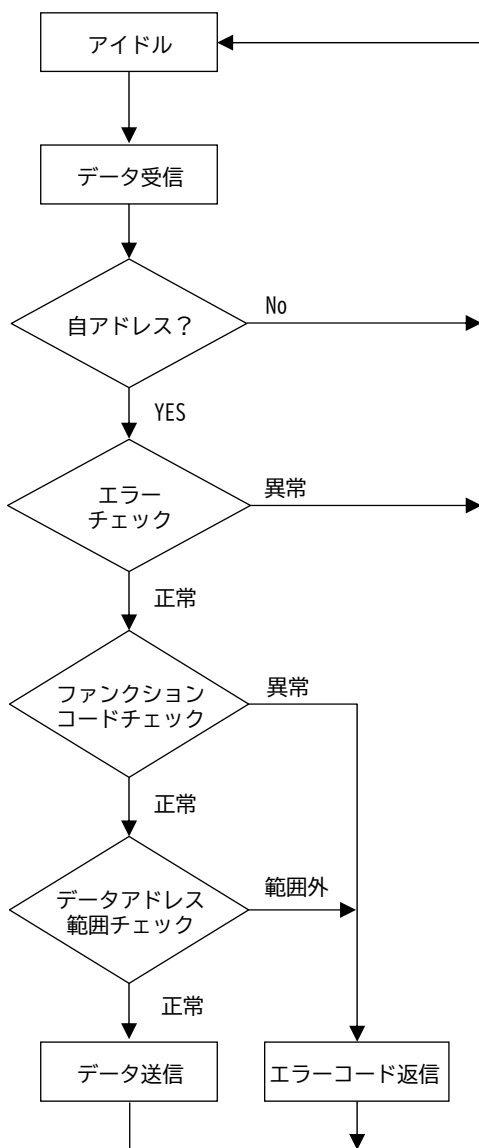 アイドル
データ受信
自アドレス？
No
YES
エラー
チェック
異常
正常
ファンクション
コードチェック
異常
正常
データアドレス
範囲チェック
範囲外
正常
データ送信
エラーコード返信